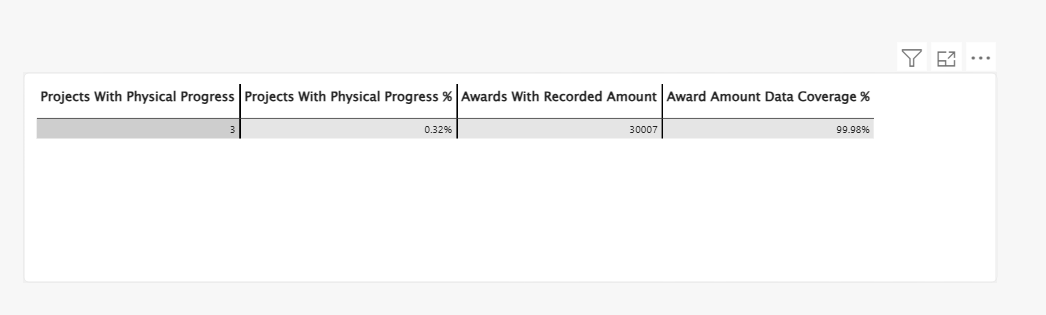 Projects With Physical Progress Projects With Physical Progress % Awards With Recorded Amount Award Amount Data Coverage %
3 0.32% 30007 99.98%